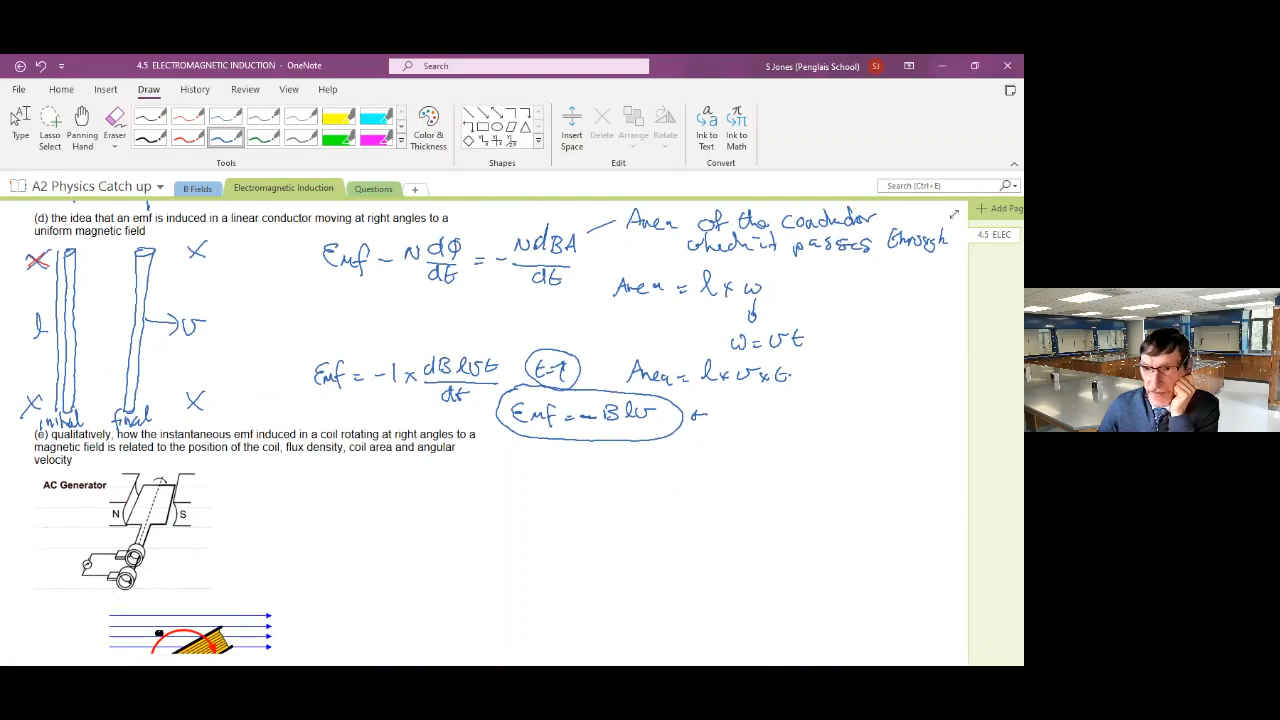 4.5 ELECTROMAGNETIC INDUCTION - OneNote
Search
S Jones (Penglais School)
SJ
File
Home
Insert
Draw
History
Review
View
Help
Type
Lasso Select
Panning Hand
Eraser
Color & Thickness
Insert Space
Delete
Arrange
Rotate
Ink to Text
Ink to Math
Tools
Shapes
Edit
Convert
A2 Physics Catch up
B Fields
Electromagnetic Induction
Questions
Search (Ctrl+E)
Add Pag
4.5 ELEC
(d) the idea that an emf is induced in a linear conductor moving at right angles to a
uniform magnetic field
X
X
l
v
X
X
initial
final
Emf - N dΦ/dt = - NdBA/dt
Area of the conductor
which it passes through
Area = l x w
w = vt
Emf = -1 x dBlvt/dt
t=1
Area = l x v x t
Emf = - Blv
(e) qualitatively, how the instantaneous emf induced in a coil rotating at right angles to a
magnetic field is related to the position of the coil, flux density, coil area and angular
velocity
AC Generator
N
S